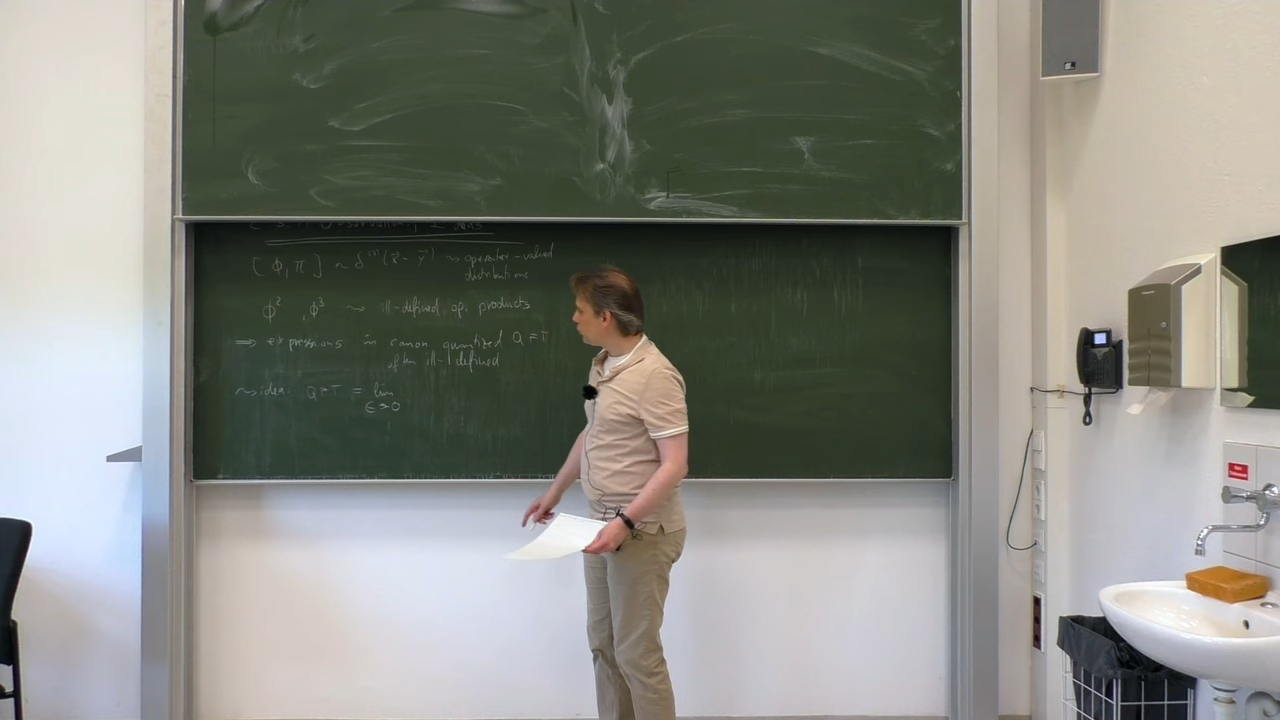 [ ϕ, π ] ~ δ⁽ᵐ⁾(x⃗ - y⃗) ⇝ operator-valued
distributions
ϕ² , ϕ³ ⇝ ill-defined op. products
⇒ expressions in canon quantized QFT
often ill-defined
⇝ idea: QFT = lim
ε→0